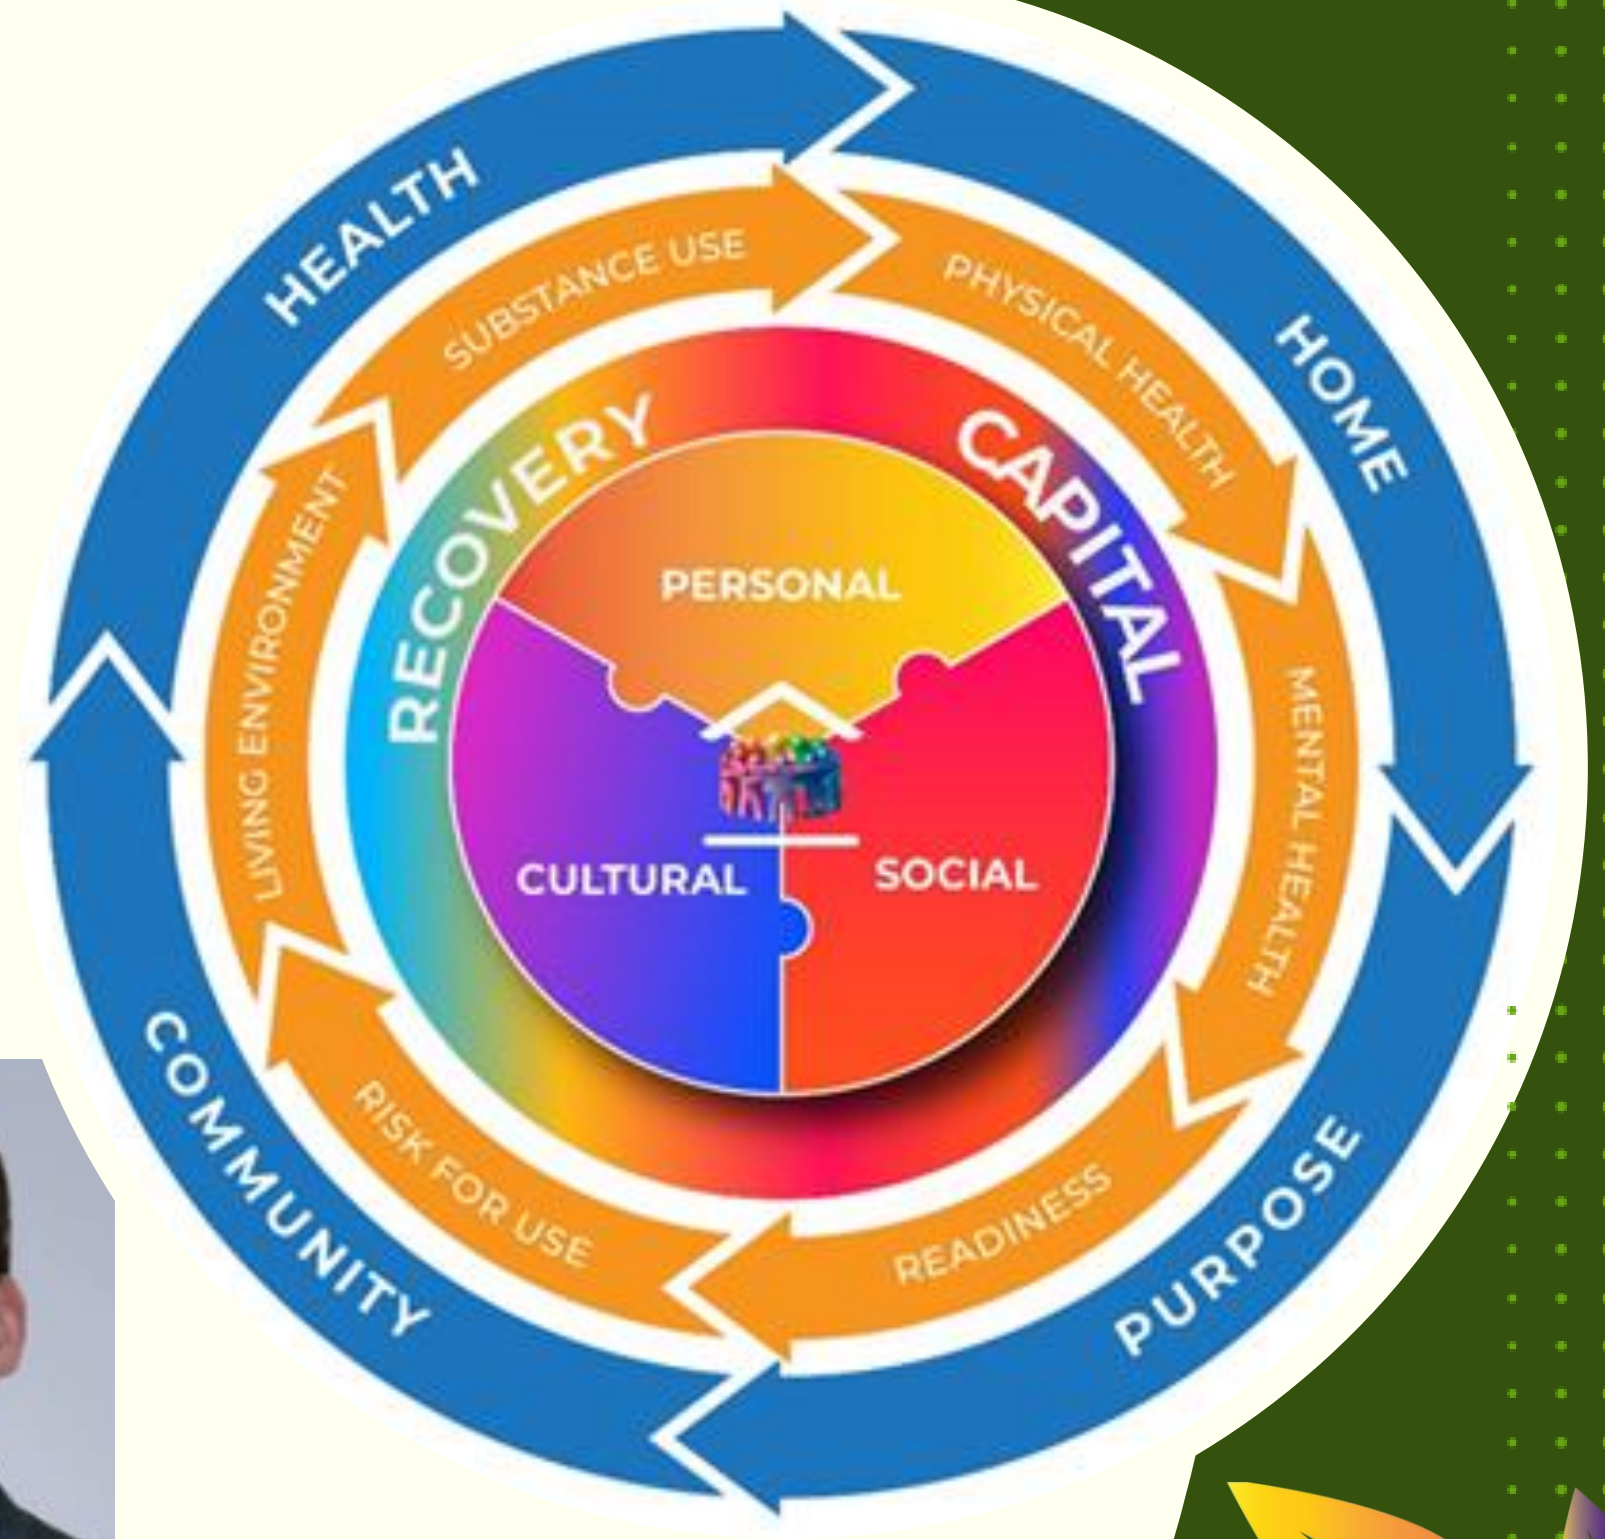 HEALTH
HOME
PURPOSE
COMMUNITY
SUBSTANCE USE
PHYSICAL HEALTH
MENTAL HEALTH
READINESS
RISK FOR USE
LIVING ENVIRONMENT
RECOVERY
CAPITAL
PERSONAL
SOCIAL
CULTURAL